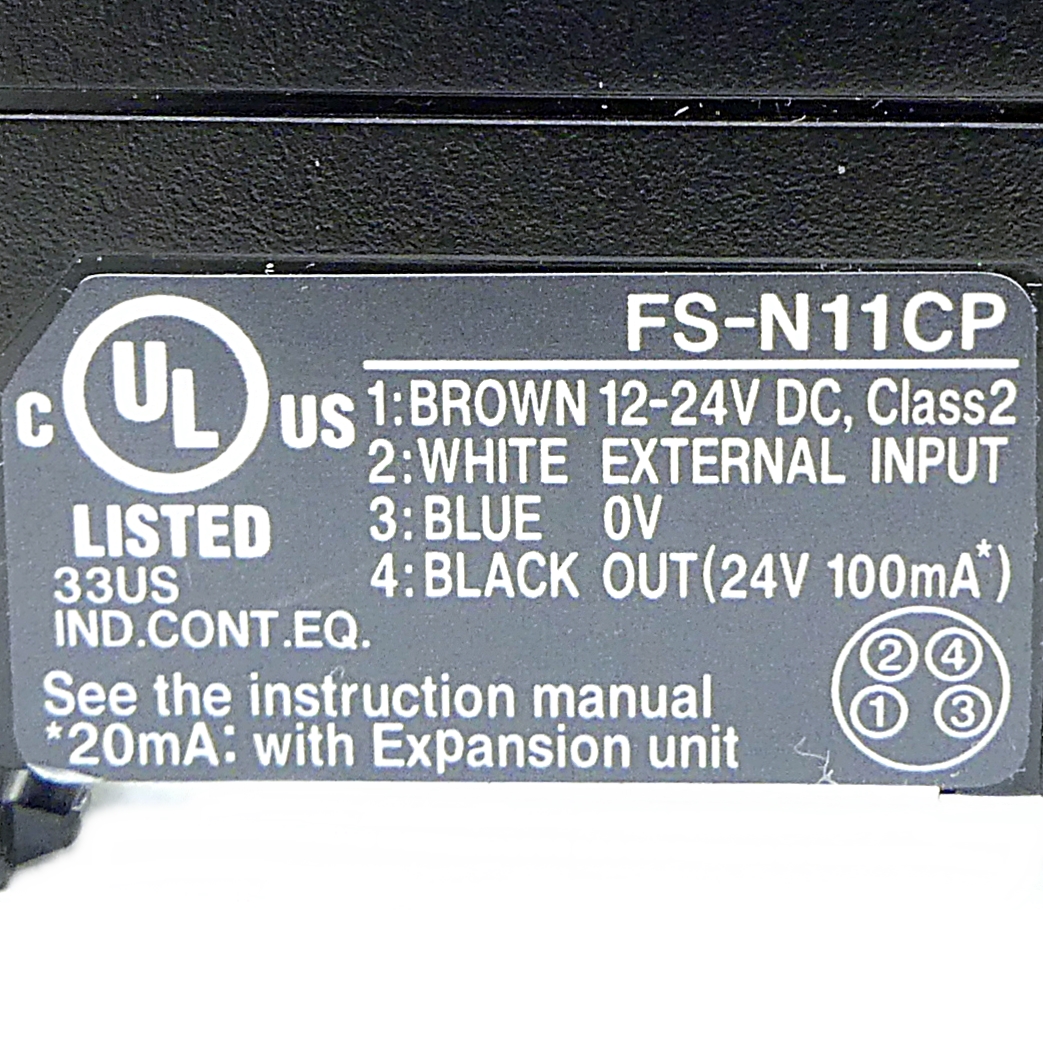 FS-N11CP
C UL US
LISTED
33US
IND.CONT.EQ.
1:BROWN 12-24V DC, Class2
2:WHITE EXTERNAL INPUT
3:BLUE 0V
4:BLACK OUT(24V 100mA*)
See the instruction manual
*20mA: with Expansion unit
2 4
1 3